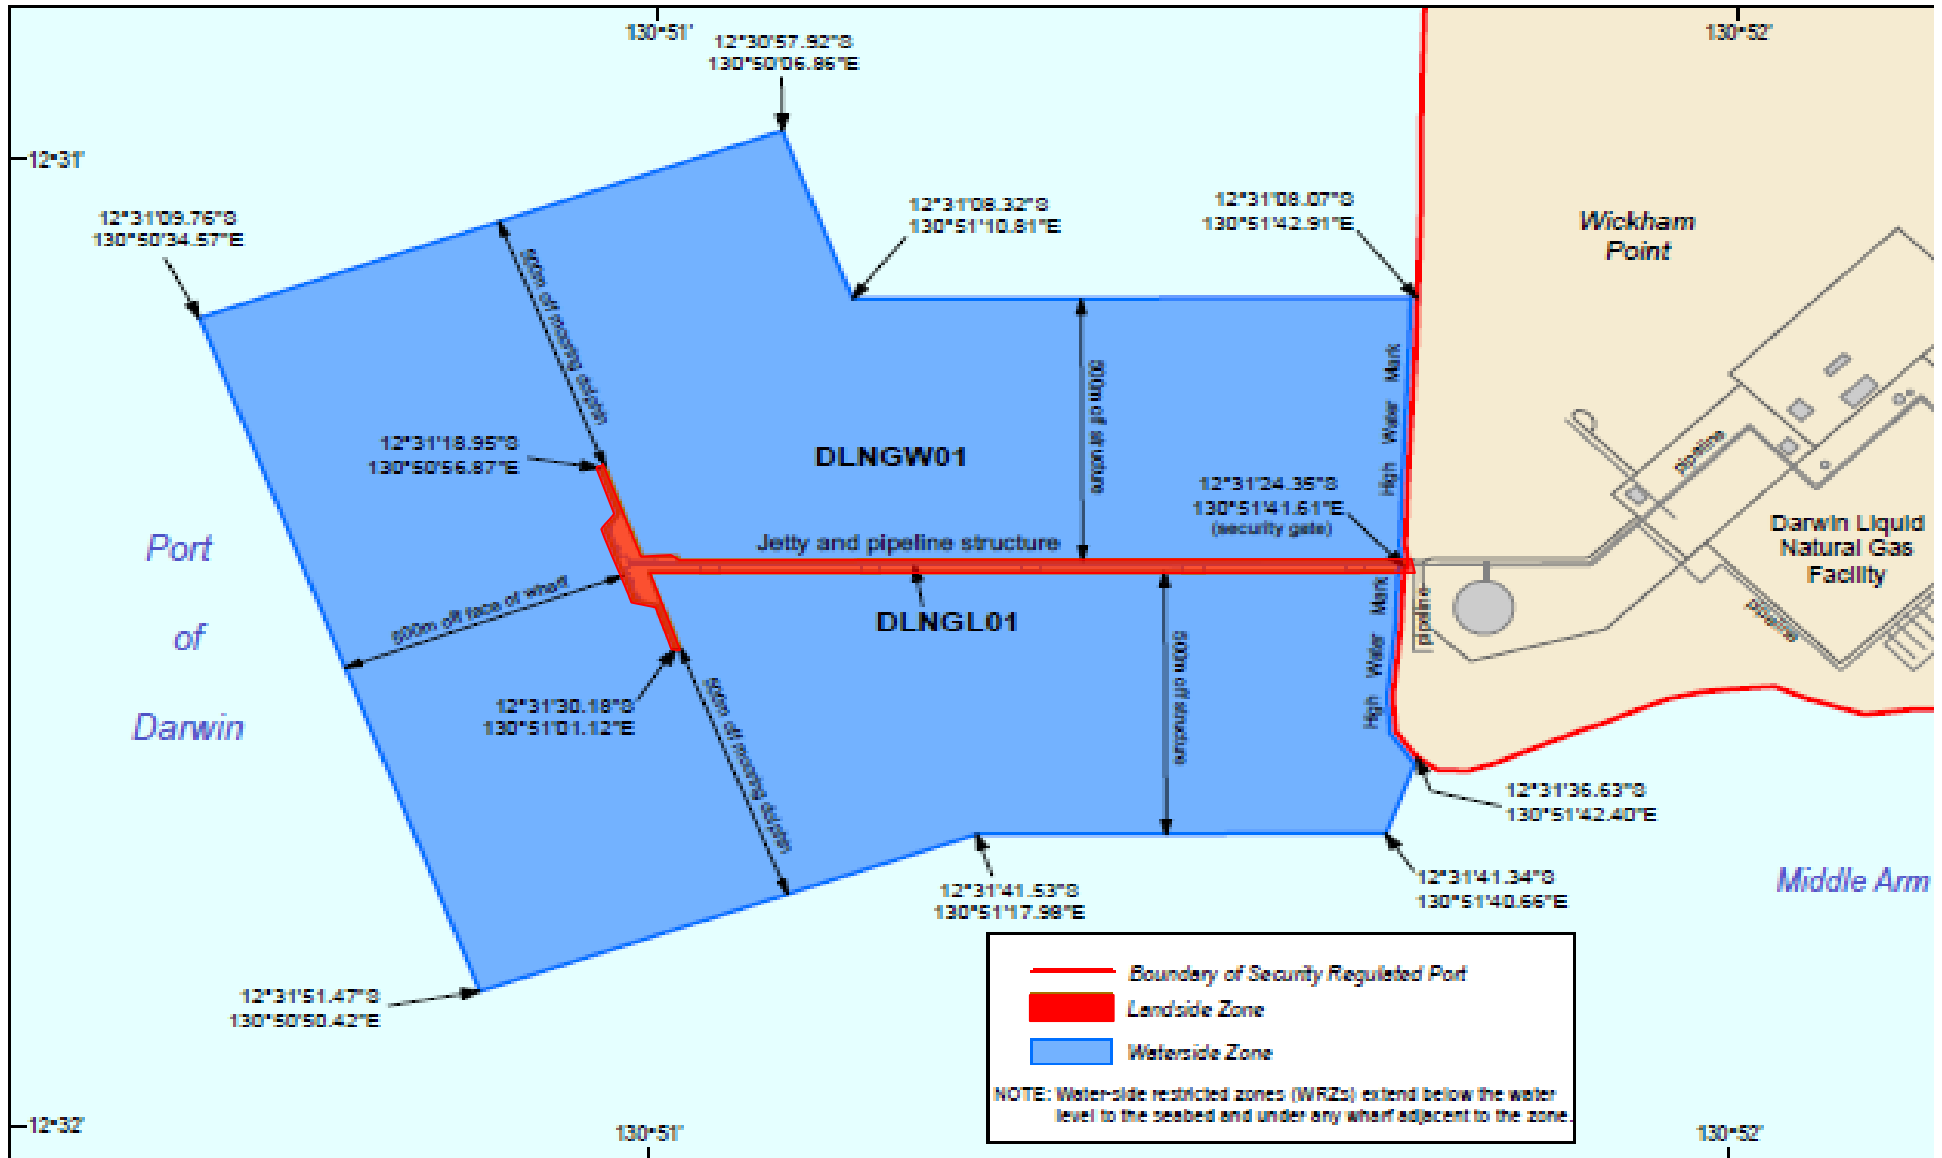 130°51'
130°52'
12°30'57.92"S
130°50'06.86"E
12°31'
12°31'09.76"S
130°50'34.57"E
12°31'08.32"S
130°51'10.81"E
12°31'08.07"S
130°51'42.91"E
Wickham
Point
500m off mooring dolphin
500m off structure
High Water Mark
12°31'18.95"S
130°50'56.87"E
DLNGW01
12°31'24.35"S
130°51'41.61"E
(security gate)
pipeline
Jetty and pipeline structure
Darwin Liquid
Natural Gas
Facility
Port
of
Darwin
500m off face of wharf
DLNGL01
High Water Mark
pipeline
pipeline
500m off structure
12°31'30.18"S
130°51'01.12"E
500m off mooring dolphin
12°31'36.63"S
130°51'42.40"E
12°31'41.53"S
130°51'17.98"E
12°31'41.34"S
130°51'40.66"E
Middle Arm
12°31'51.47"S
130°50'50.42"E
Boundary of Security Regulated Port
Landside Zone
Waterside Zone
NOTE: Water-side restricted zones (WRZs) extend below the water
level to the seabed and under any wharf adjacent to the zone.
12°32'
130°51'
130°52'